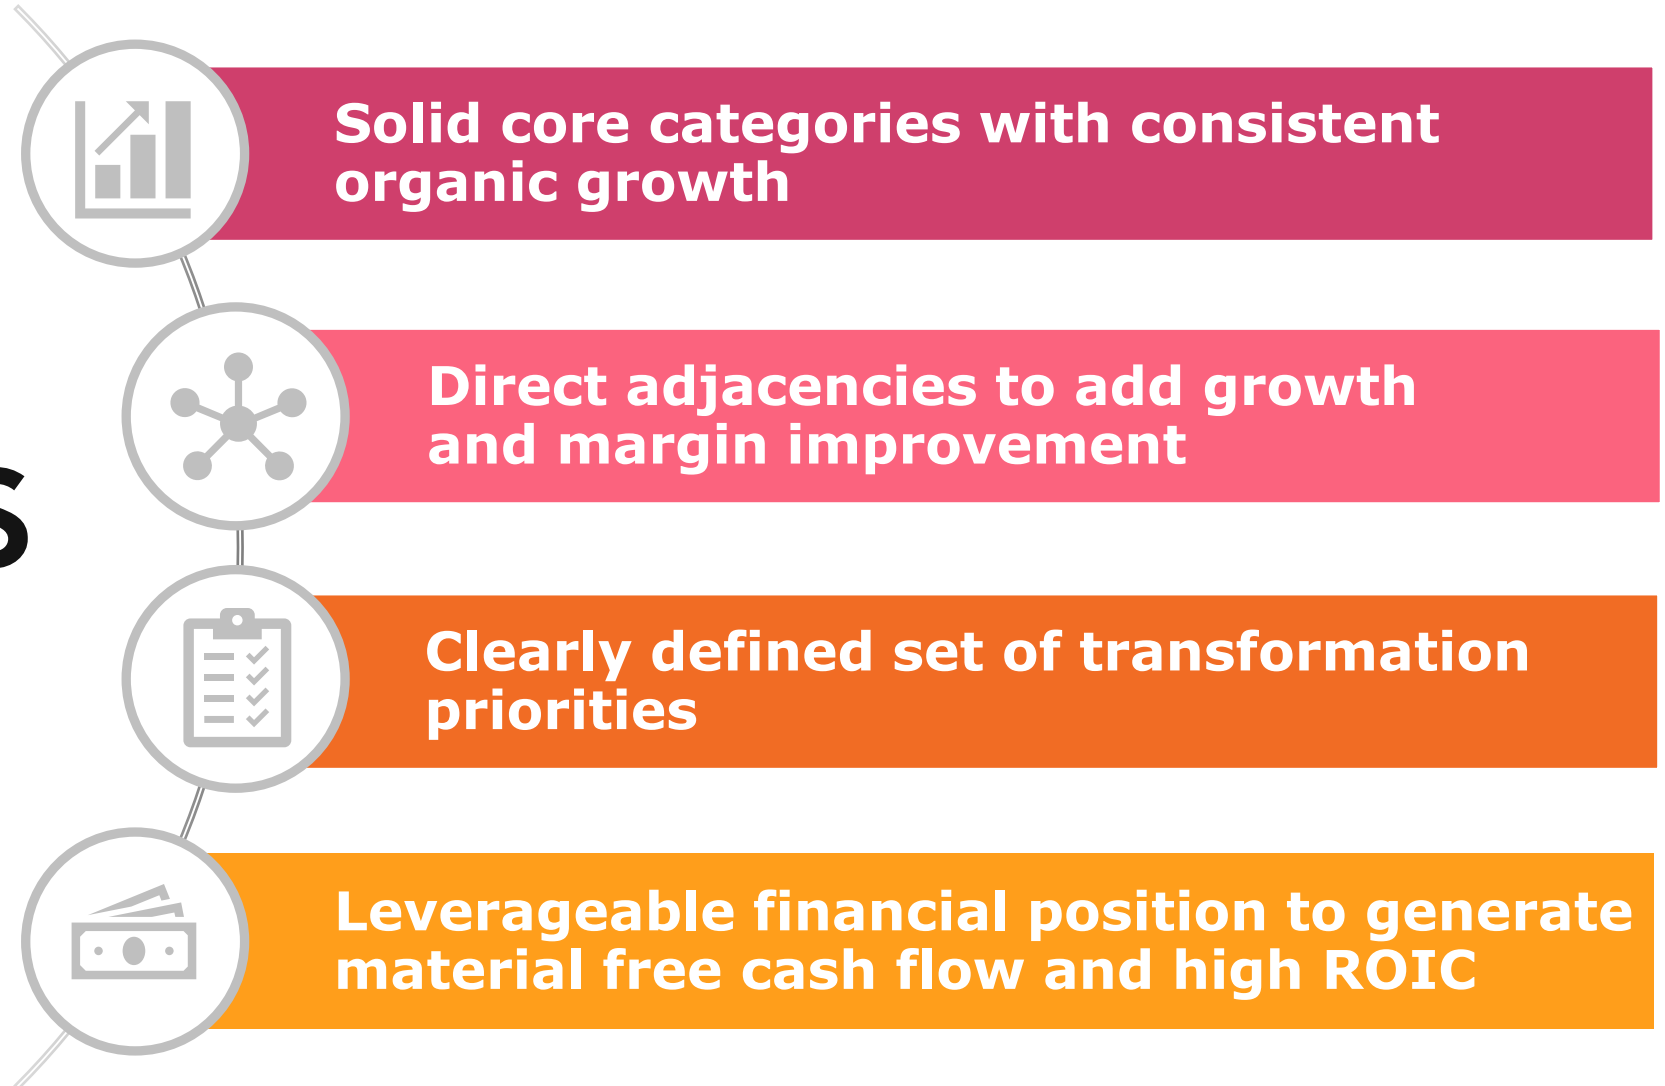 Solid core categories with consistent
organic growth
Direct adjacencies to add growth
and margin improvement
s
Clearly defined set of transformation
priorities
Leverageable financial position to generate
material free cash flow and high ROIC